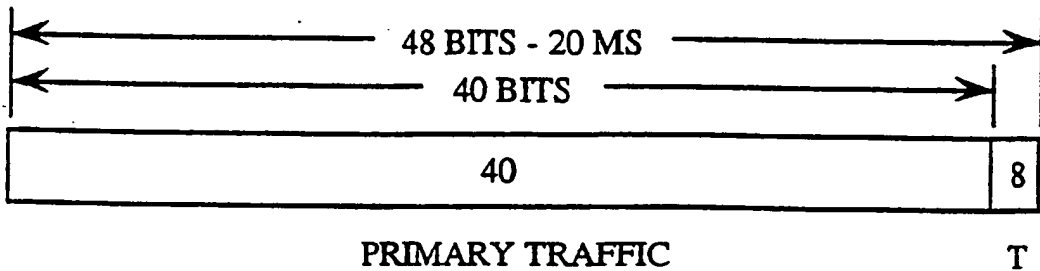 48 BITS - 20 MS
40 BITS
40 8
PRIMARY TRAFFIC T